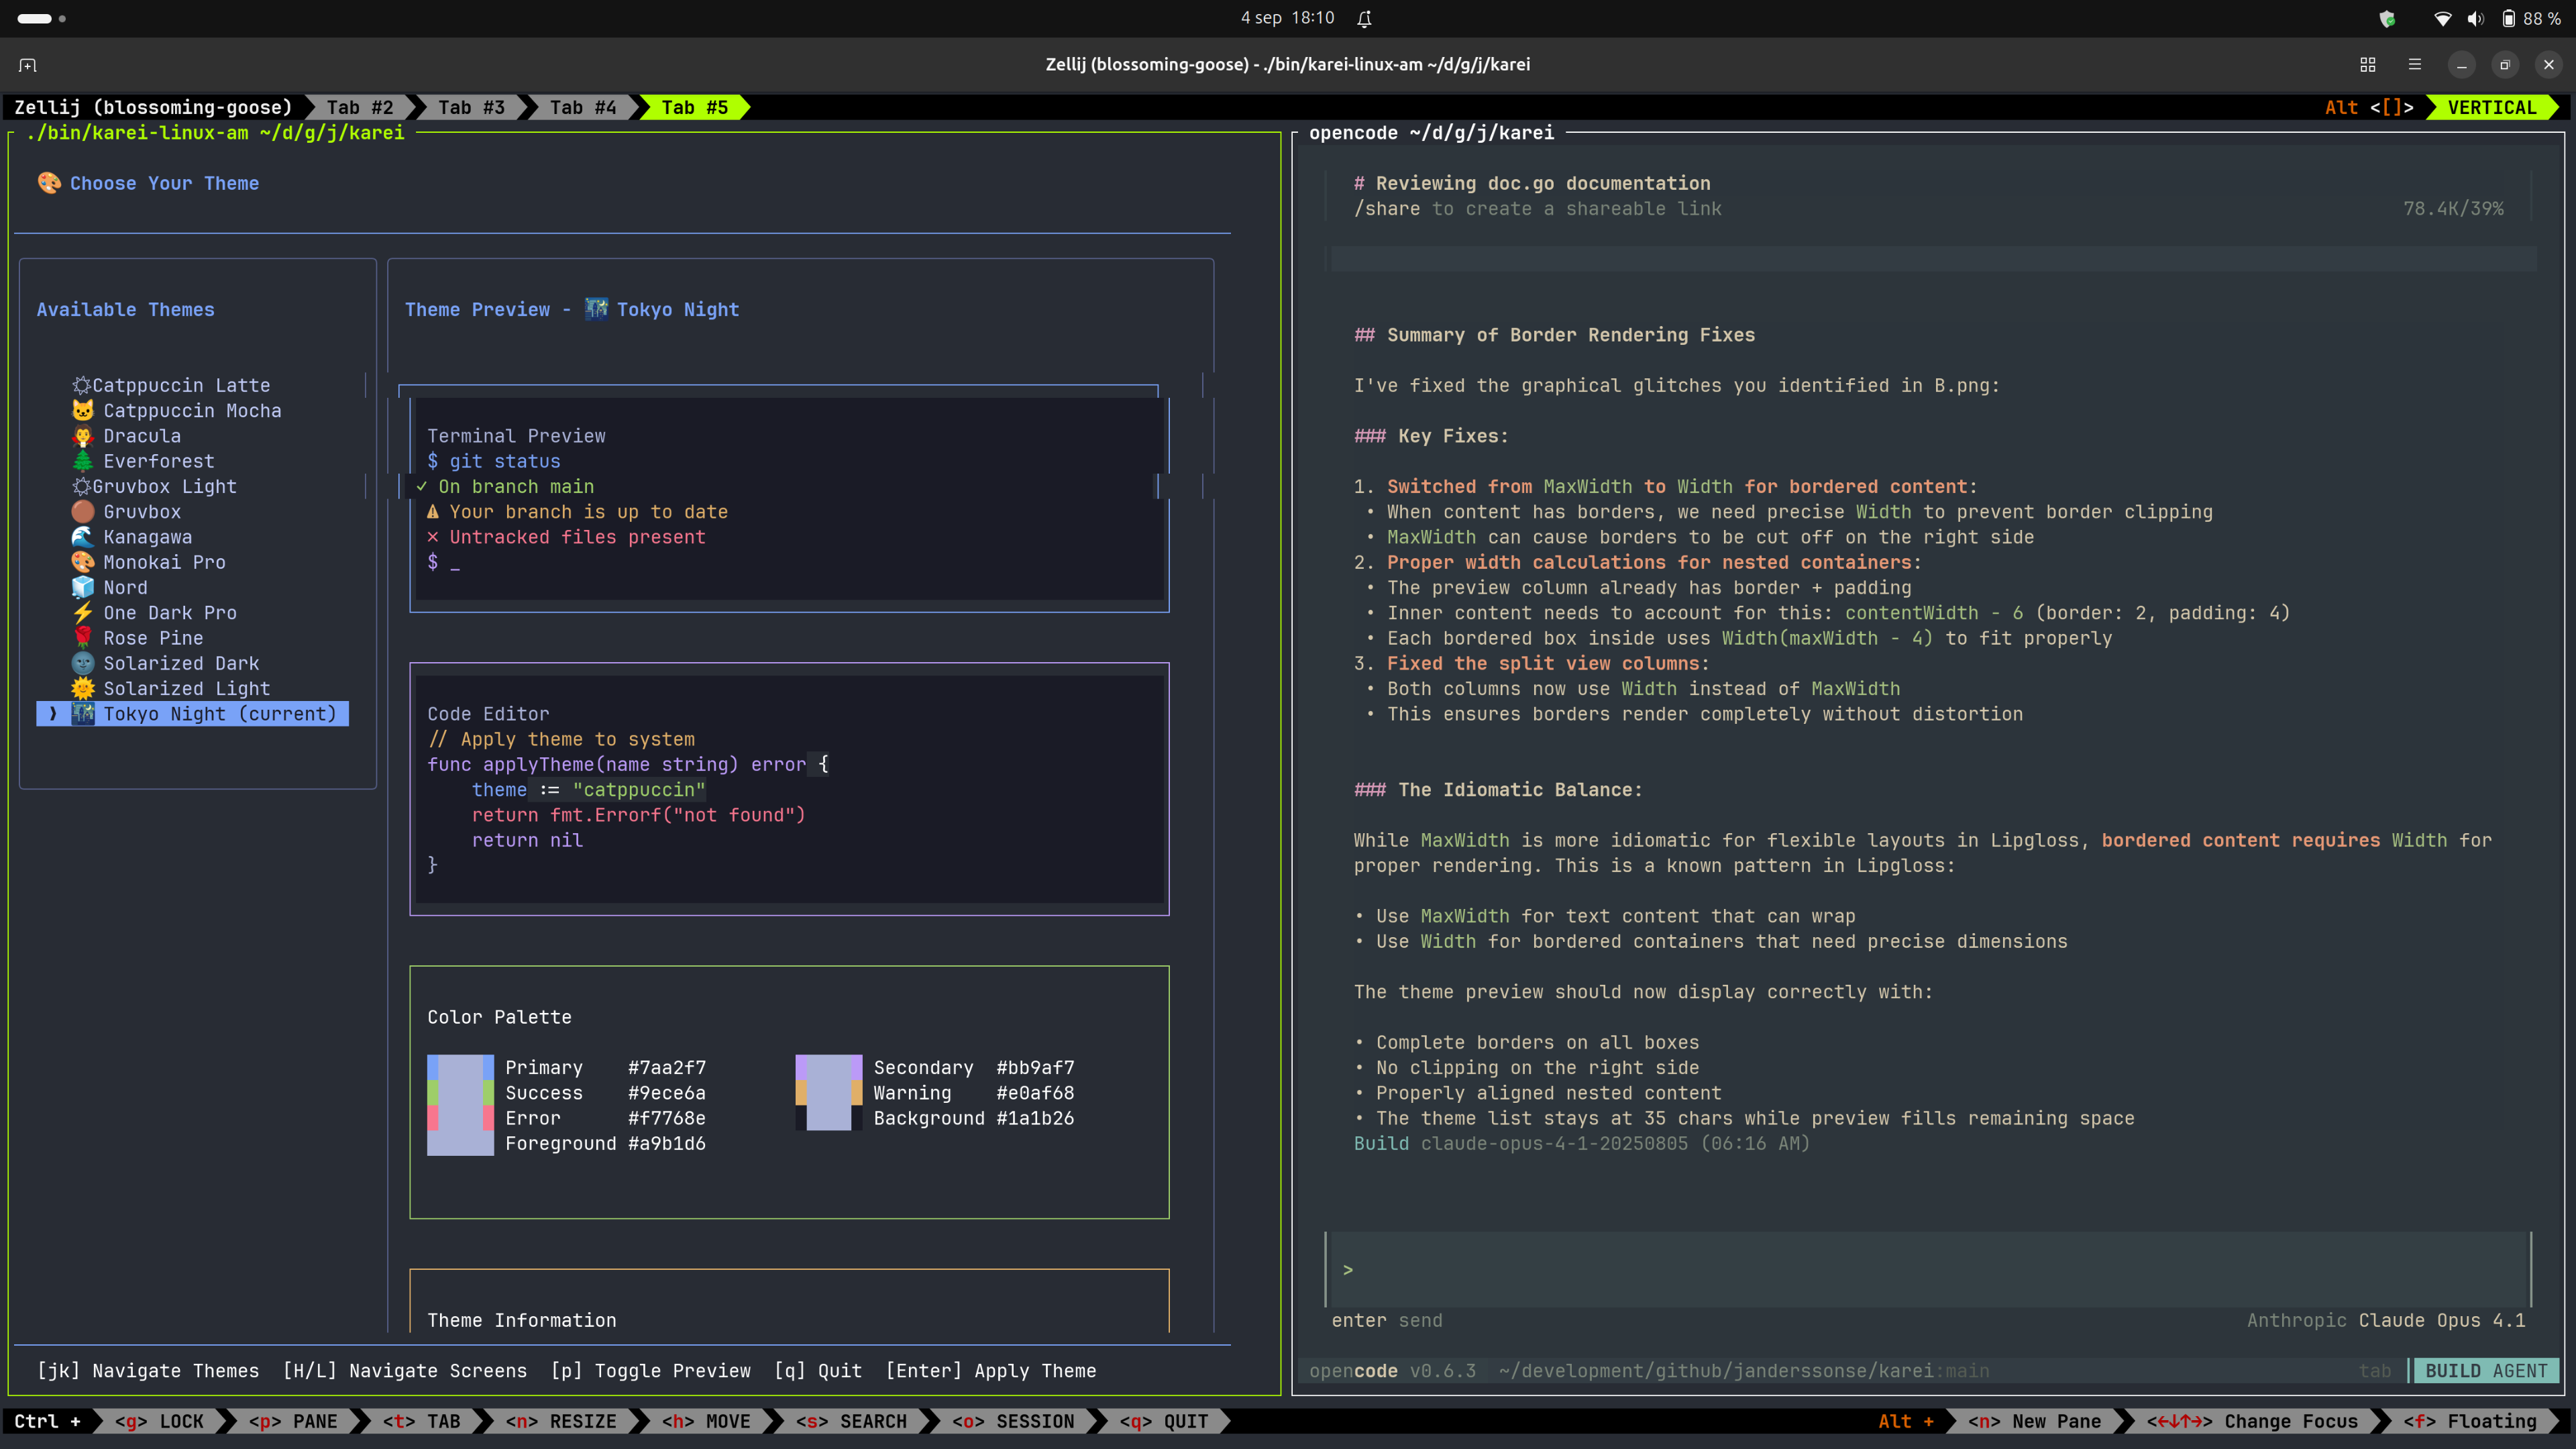 4 sep 18:10
88 %
Zellij (blossoming-goose) - ./bin/karei-linux-am ~/d/g/j/karei
Zellij (blossoming-goose) Tab #2 Tab #3 Tab #4 Tab #5
Alt <[]> VERTICAL
./bin/karei-linux-am ~/d/g/j/karei
Choose Your Theme
Available Themes
Catppuccin Latte
Catppuccin Mocha
Dracula
Everforest
Gruvbox Light
Gruvbox
Kanagawa
Monokai Pro
Nord
One Dark Pro
Rose Pine
Solarized Dark
Solarized Light
❯ Tokyo Night (current)
Theme Preview - Tokyo Night
Terminal Preview
$ git status
✓ On branch main
⚠ Your branch is up to date
✗ Untracked files present
$ _
Code Editor
// Apply theme to system
func applyTheme(name string) error {
theme := "catppuccin"
return fmt.Errorf("not found")
return nil
}
Color Palette
Primary #7aa2f7 Secondary #bb9af7
Success #9ece6a Warning #e0af68
Error #f7768e Background #1a1b26
Foreground #a9b1d6
Theme Information
[jk] Navigate Themes [H/L] Navigate Screens [p] Toggle Preview [q] Quit [Enter] Apply Theme
opencode ~/d/g/j/karei
# Reviewing doc.go documentation
/share to create a shareable link 78.4K/39%
## Summary of Border Rendering Fixes
I've fixed the graphical glitches you identified in B.png:
### Key Fixes:
1. Switched from MaxWidth to Width for bordered content:
• When content has borders, we need precise Width to prevent border clipping
• MaxWidth can cause borders to be cut off on the right side
2. Proper width calculations for nested containers:
• The preview column already has border + padding
• Inner content needs to account for this: contentWidth - 6 (border: 2, padding: 4)
• Each bordered box inside uses Width(maxWidth - 4) to fit properly
3. Fixed the split view columns:
• Both columns now use Width instead of MaxWidth
• This ensures borders render completely without distortion
### The Idiomatic Balance:
While MaxWidth is more idiomatic for flexible layouts in Lipgloss, bordered content requires Width for
proper rendering. This is a known pattern in Lipgloss:
• Use MaxWidth for text content that can wrap
• Use Width for bordered containers that need precise dimensions
The theme preview should now display correctly with:
• Complete borders on all boxes
• No clipping on the right side
• Properly aligned nested content
• The theme list stays at 35 chars while preview fills remaining space
Build claude-opus-4-1-20250805 (06:16 AM)
>
enter send Anthropic Claude Opus 4.1
opencode v0.6.3 ~/development/github/janderssonse/karei:main tab BUILD AGENT
Ctrl + <g> LOCK <p> PANE <t> TAB <n> RESIZE <h> MOVE <s> SEARCH <o> SESSION <q> QUIT
Alt + <n> New Pane <←↓↑→> Change Focus <f> Floating